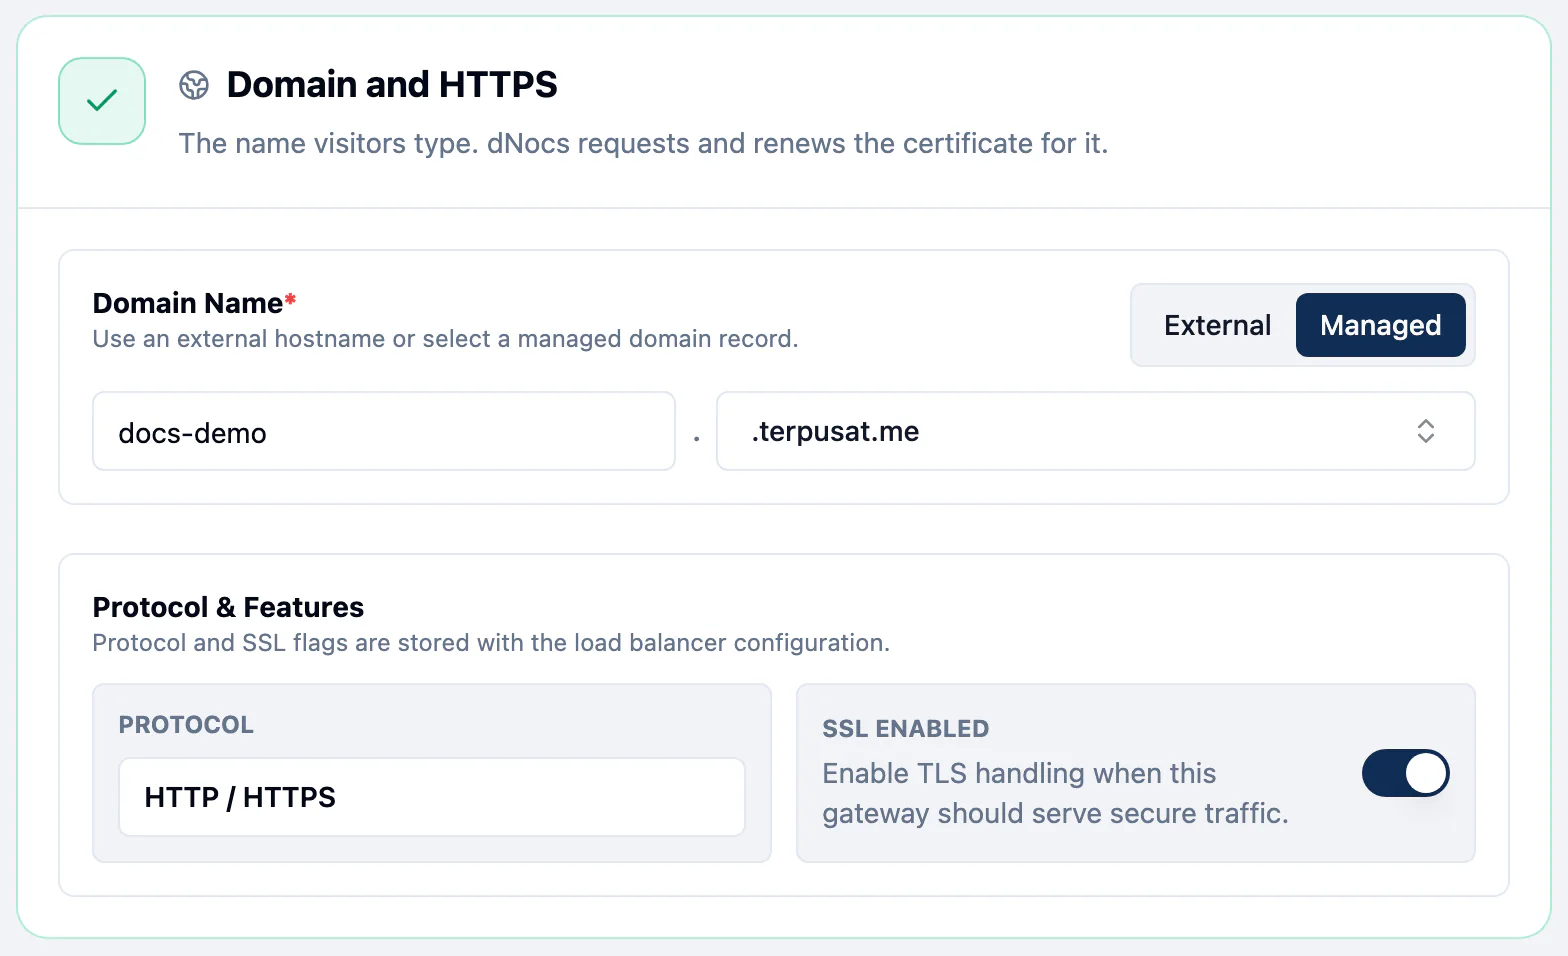 Domain and HTTPS
The name visitors type. dNocs requests and renews the certificate for it.
Domain Name*
Use an external hostname or select a managed domain record.
External
Managed
docs-demo
.
.terpusat.me
Protocol & Features
Protocol and SSL flags are stored with the load balancer configuration.
PROTOCOL
HTTP / HTTPS
SSL ENABLED
Enable TLS handling when this
gateway should serve secure traffic.